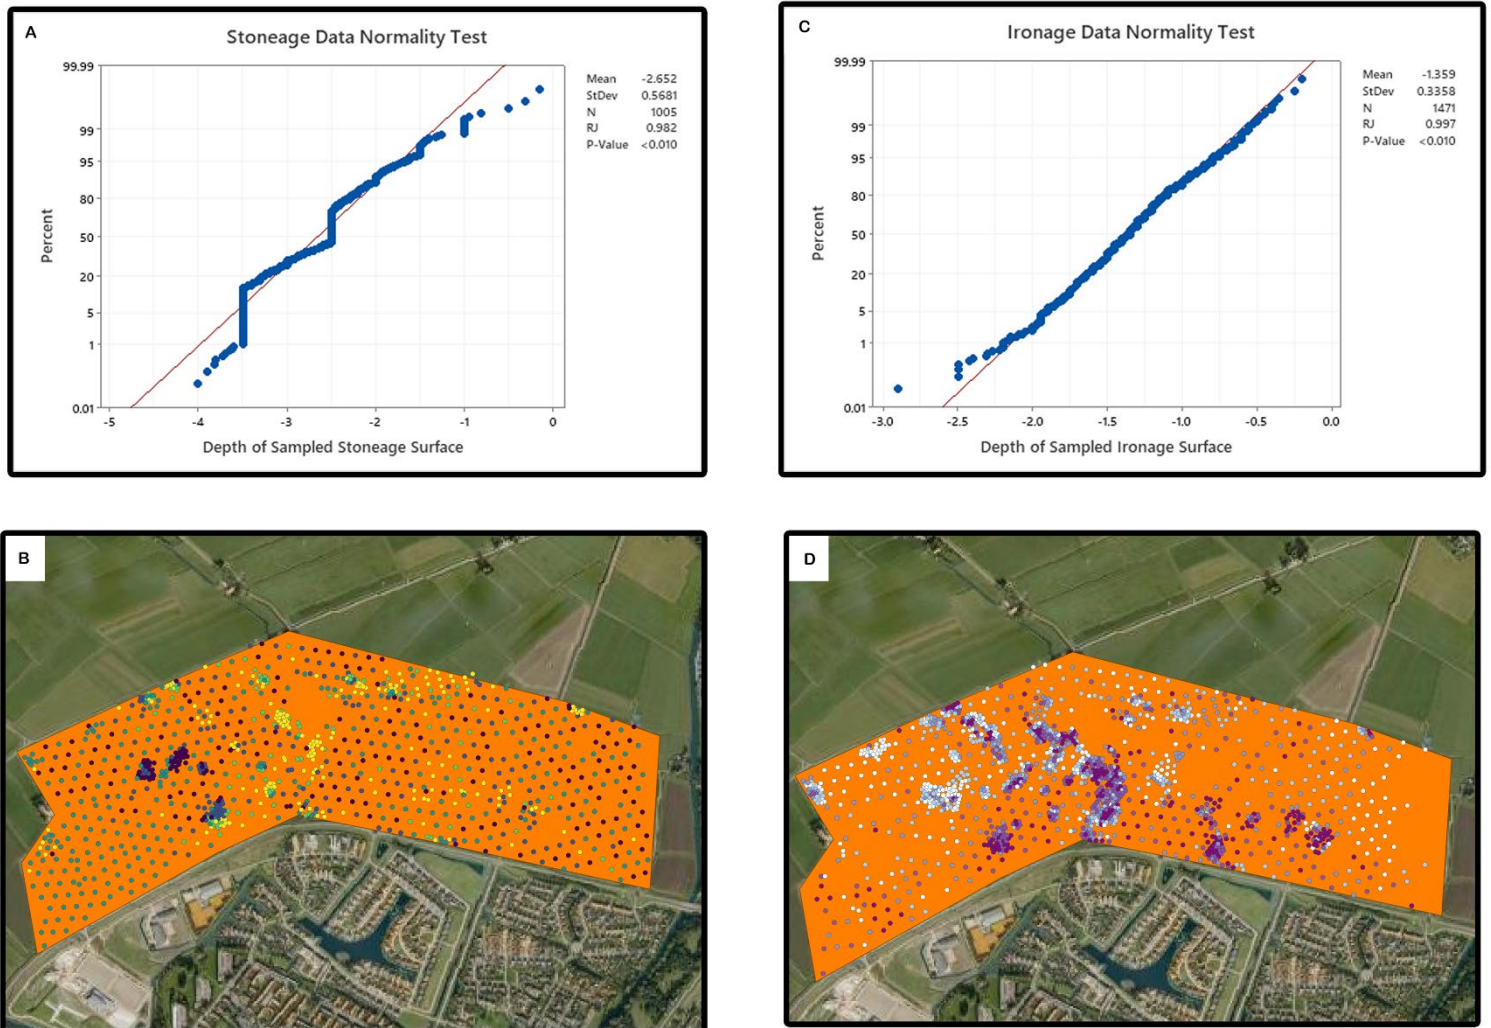 A
Stoneage Data Normality Test
99.99
99
95
80
50
20
5
1
0.01
Percent
-5 -4 -3 -2 -1 0
Depth of Sampled Stoneage Surface
Mean -2.652
StDev 0.5681
N 1005
RJ 0.982
P-Value <0.010
C
Ironage Data Normality Test
99.99
99
95
80
50
20
5
1
0.01
Percent
-3.0 -2.5 -2.0 -1.5 -1.0 -0.5 0.0
Depth of Sampled Ironage Surface
Mean -1.359
StDev 0.3358
N 1471
RJ 0.997
P-Value <0.010
B
D